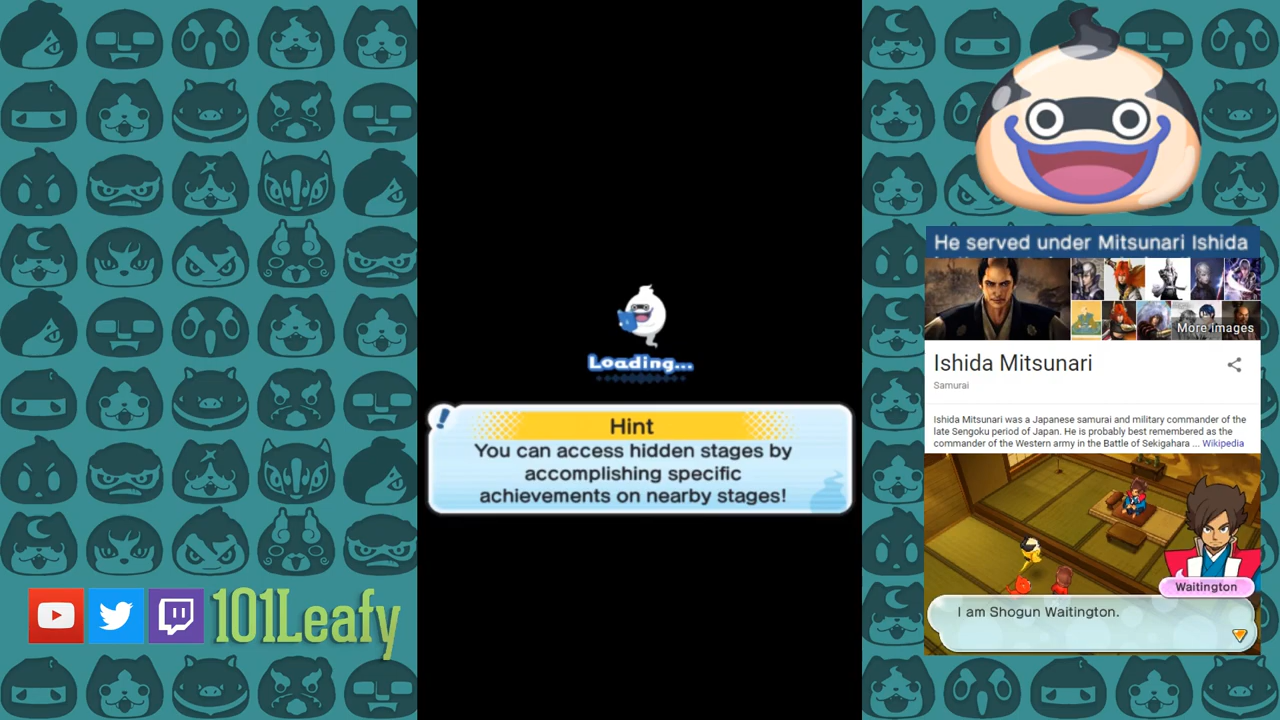 Loading...
Hint
You can access hidden stages by
accomplishing specific
achievements on nearby stages!
101Leafy
He served under Mitsunari Ishida
More Images
Ishida Mitsunari
Samurai
Ishida Mitsunari was a Japanese samurai and military commander of the
late Sengoku period of Japan. He is probably best remembered as the
commander of the Western army in the Battle of Sekigahara ... Wikipedia
Waitington
I am Shogun Waitington.